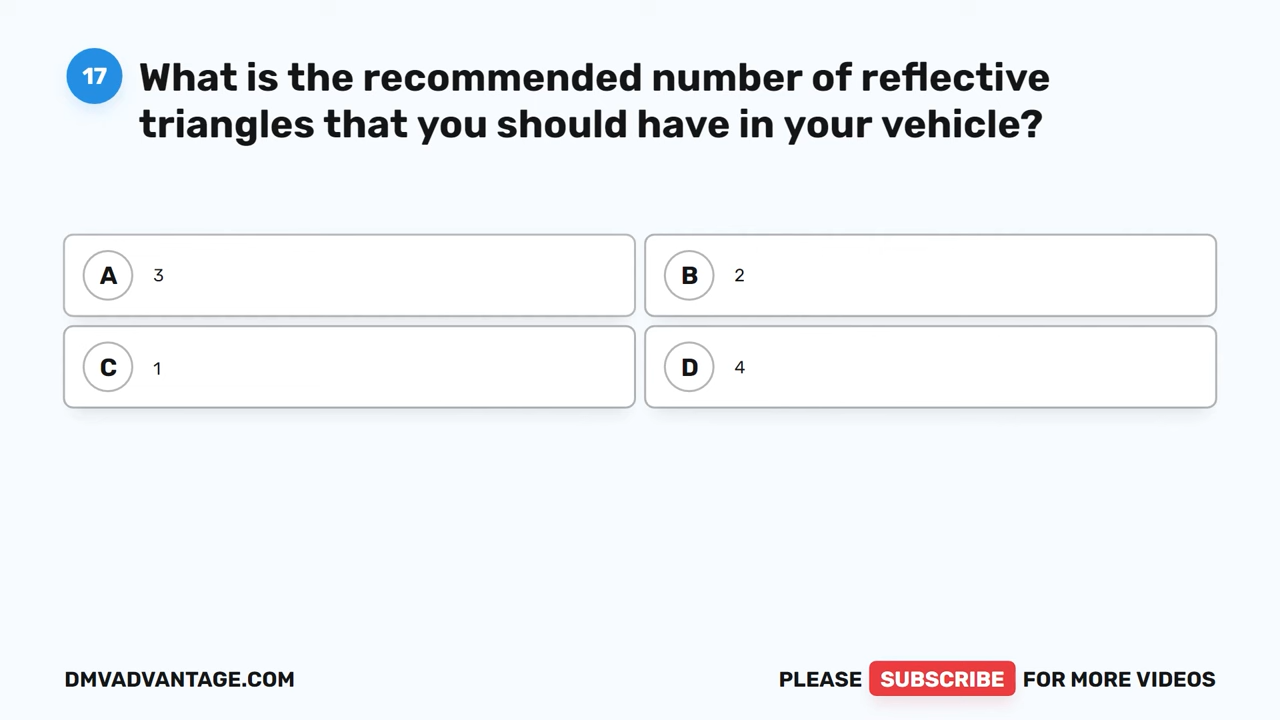 17
What is the recommended number of reflective
triangles that you should have in your vehicle?
A 3
B 2
C 1
D 4
DMVADVANTAGE.COM
PLEASE SUBSCRIBE FOR MORE VIDEOS